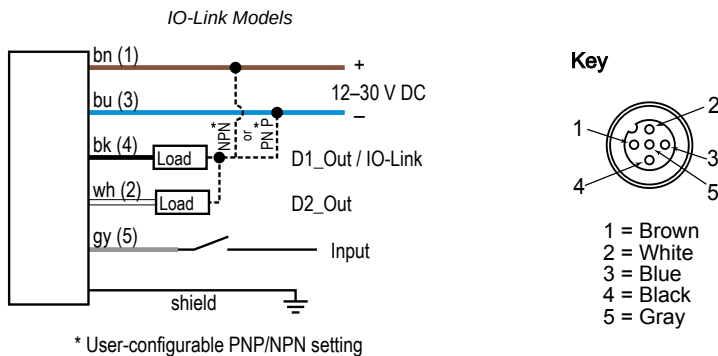 IO-Link Models
bn (1)
+
12–30 V DC
bu (3)
–
NPN*
or
PNP*
bk (4)
Load
D1_Out / IO-Link
wh (2)
Load
D2_Out
gy (5)
Input
shield
* User-configurable PNP/NPN setting
Key
1
2
3
4
5
1 = Brown
2 = White
3 = Blue
4 = Black
5 = Gray